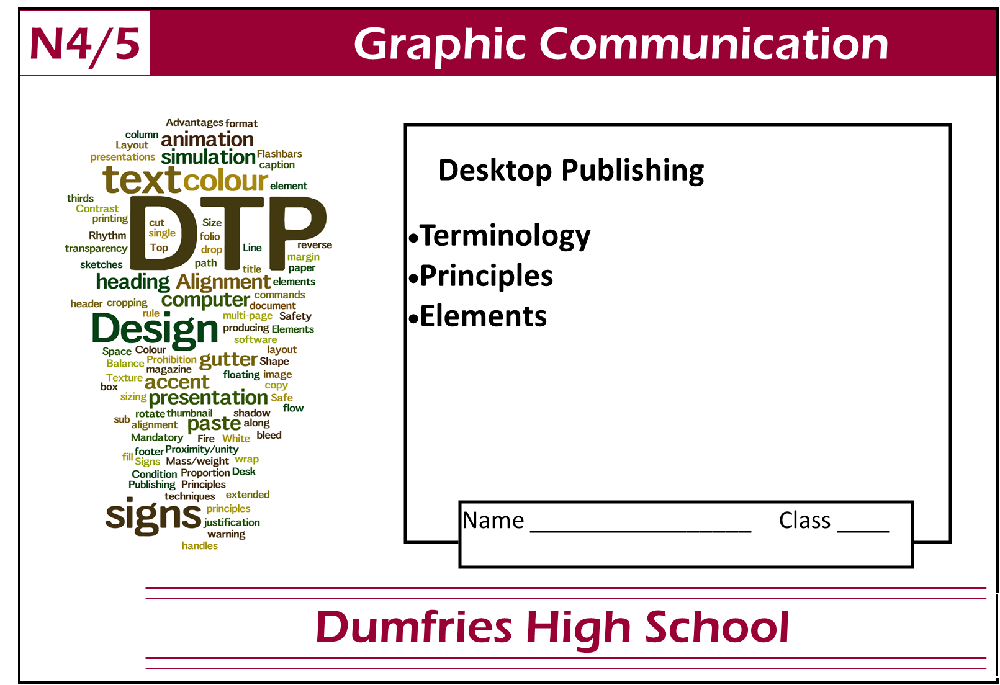 N4/5 Graphic Communication
Advantages format
column animation
Layout
presentations simulation Flashbars
caption
text colour element
thirds
Contrast
printing
DTP
cut Size
single
Rhythm folio
transparency Top drop Line reverse
margin
sketches path title paper
heading Alignment elements
computer commands
header cropping document
rule multi-page Safety
Design producing Elements
software
Space Colour layout
Balance Prohibition gutter Shape
magazine
Texture accent floating image
box copy
sizing presentation Safe
flow
rotate thumbnail shadow
sub alignment paste along
Mandatory Fire White bleed
footer Proximity/unity
fill Signs Mass/weight wrap
Condition Proportion Desk
Publishing Principles
techniques extended
signs principles
justification
warning
handles
Desktop Publishing
•Terminology
•Principles
•Elements
Name _________________ Class ____
Dumfries High School